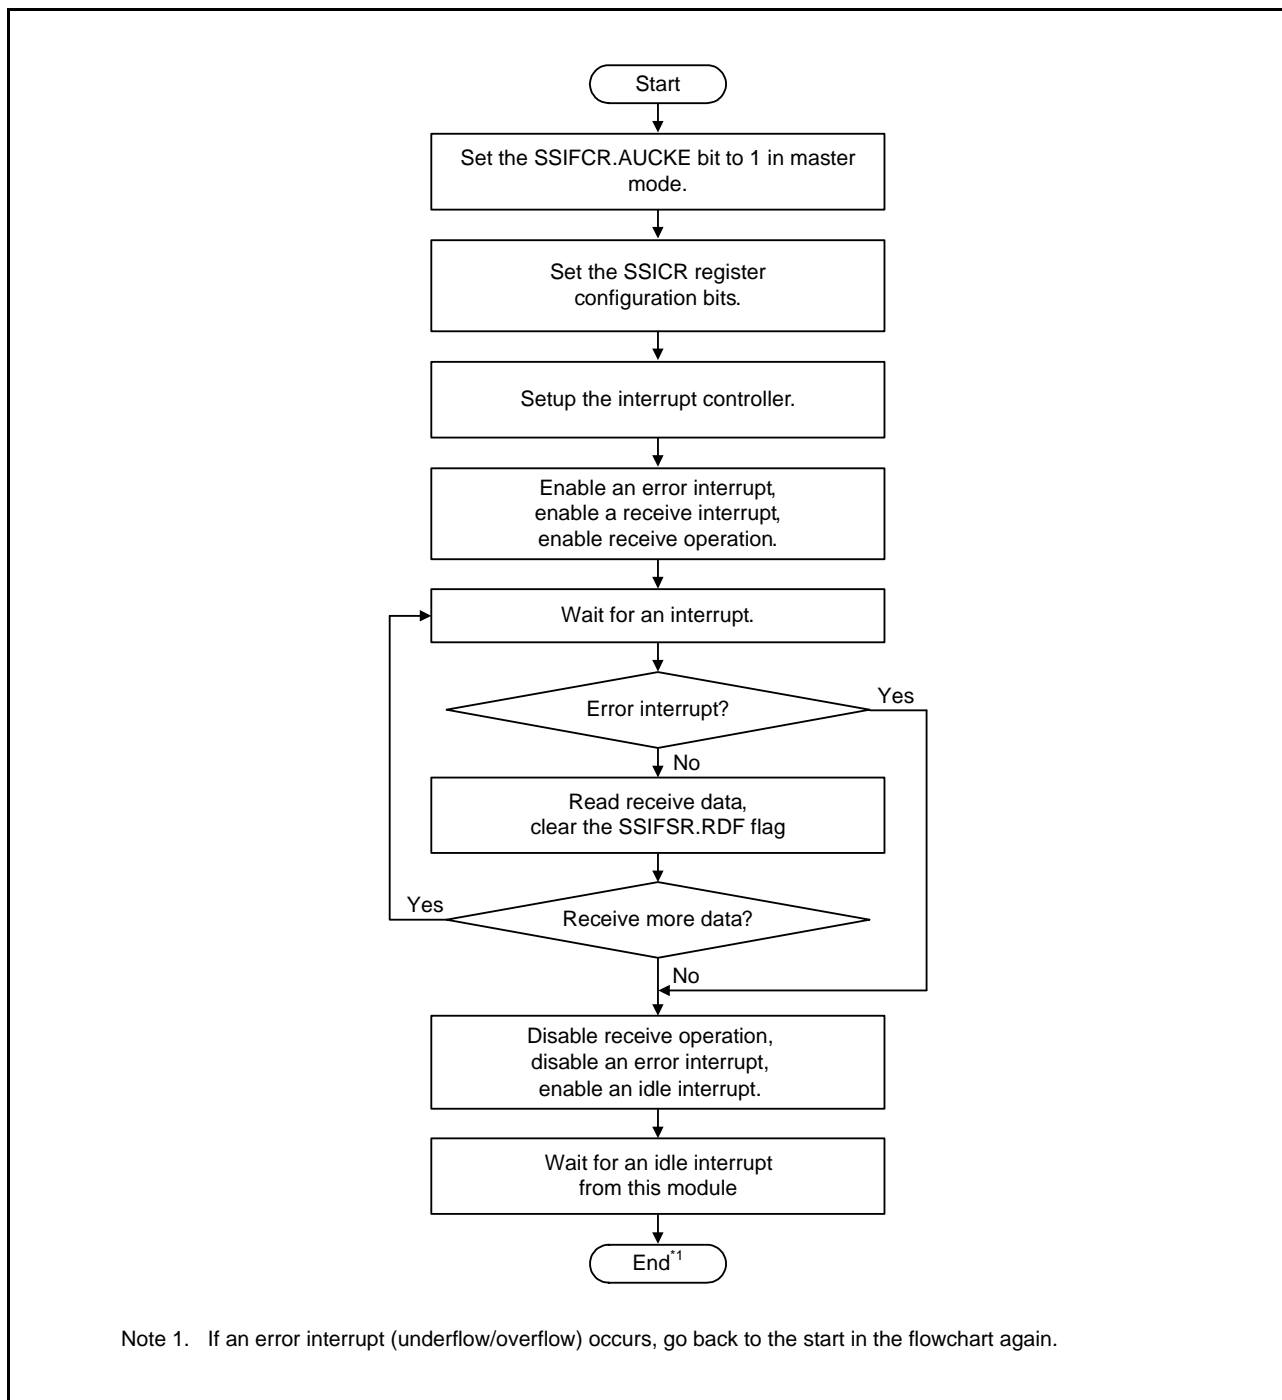 Start
Set the SSIFCR.AUCKE bit to 1 in master
mode.
Set the SSICR register
configuration bits.
Setup the interrupt controller.
Enable an error interrupt,
enable a receive interrupt,
enable receive operation.
Wait for an interrupt.
Error interrupt?
Yes
No
Read receive data,
clear the SSIFSR.RDF flag
Yes
Receive more data?
No
Disable receive operation,
disable an error interrupt,
enable an idle interrupt.
Wait for an idle interrupt
from this module
End*1
Note 1. If an error interrupt (underflow/overflow) occurs, go back to the start in the flowchart again.